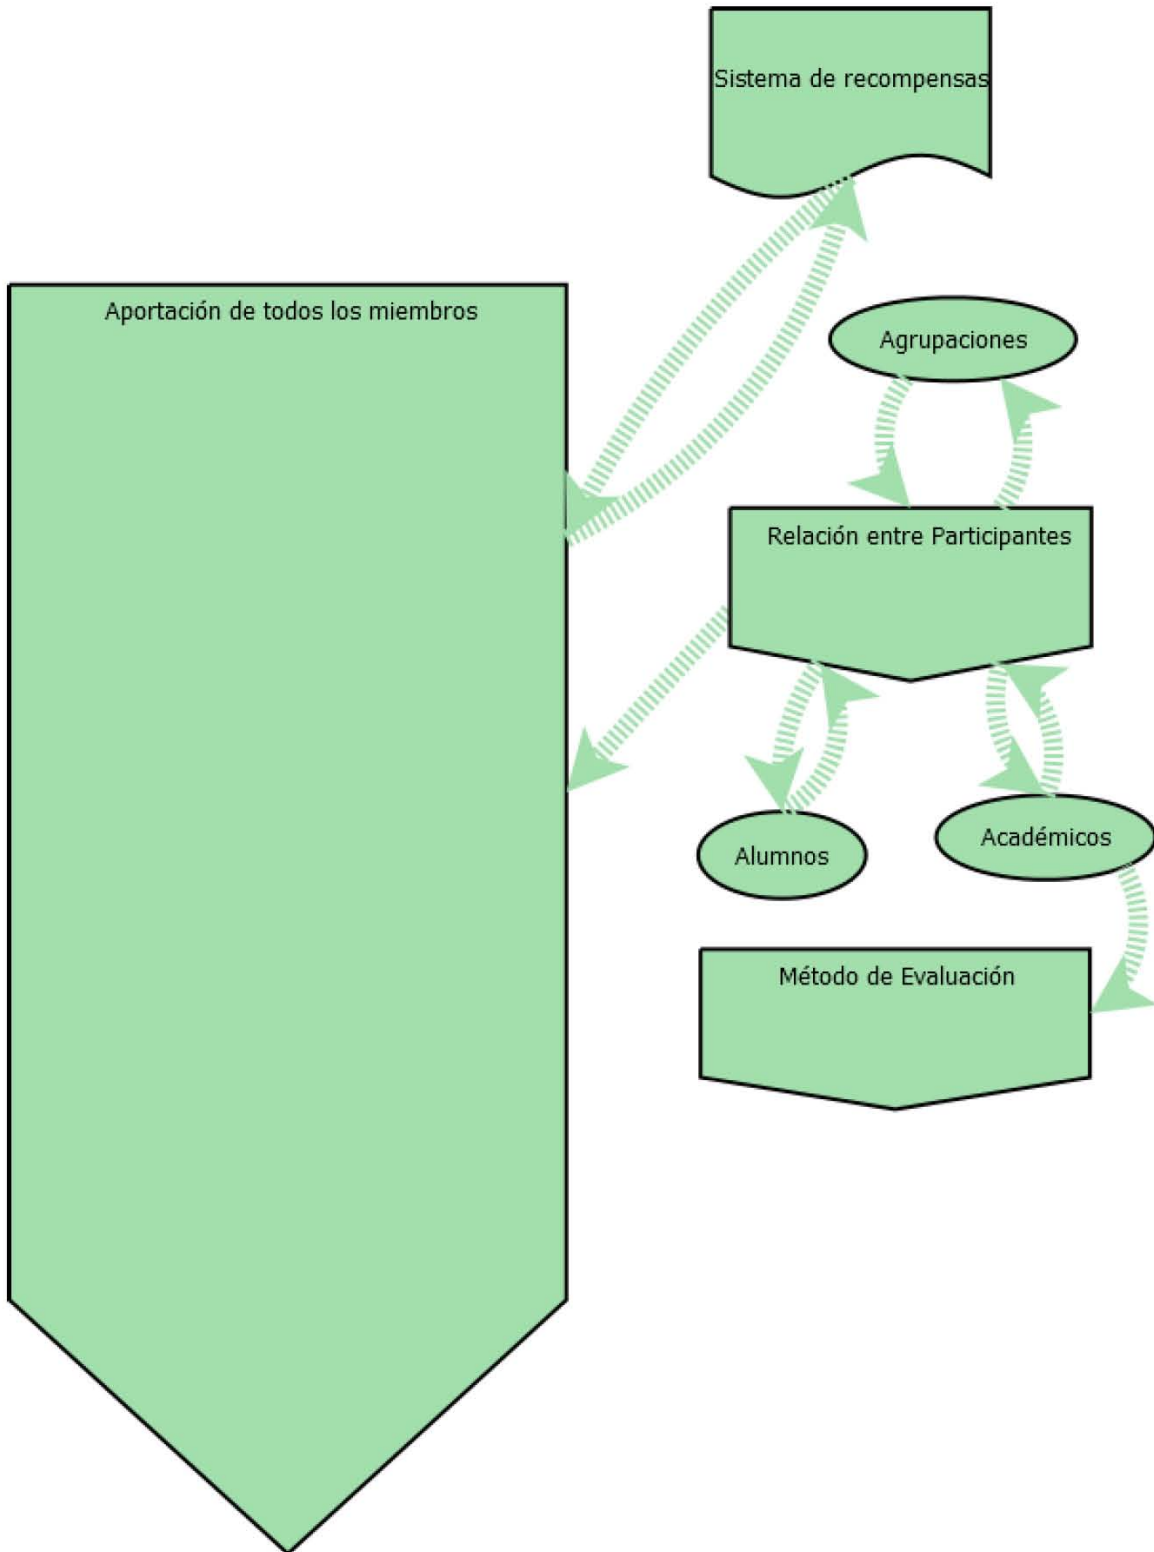 Sistema de recompensas
Aportación de todos los miembros
Agrupaciones
Relación entre Participantes
Alumnos
Académicos
Método de Evaluación